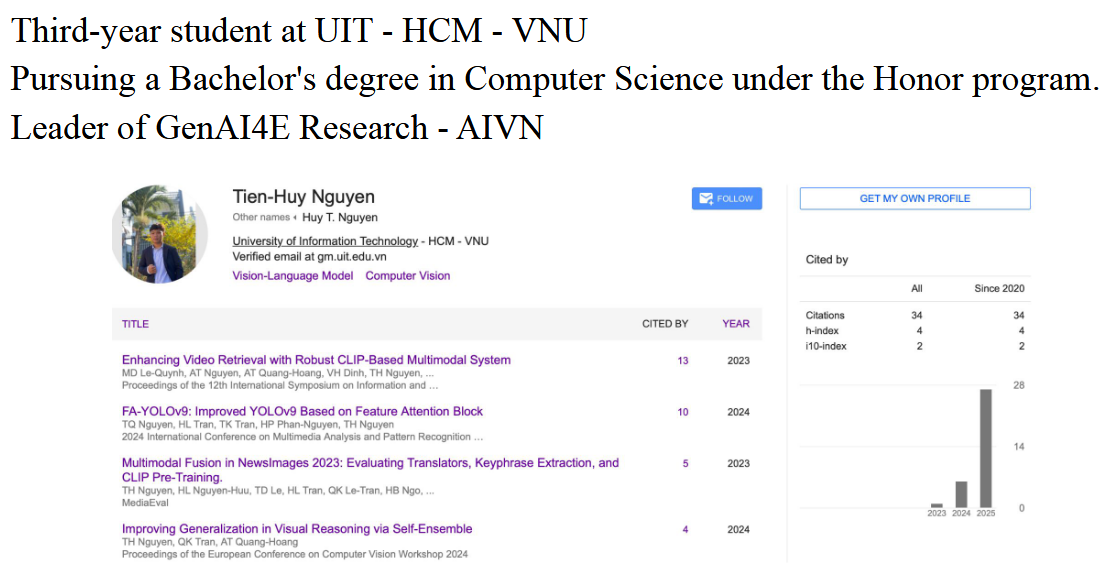 Third-year student at UIT - HCM - VNU
Pursuing a Bachelor's degree in Computer Science under the Honor program.
Leader of GenAI4E Research - AIVN
Tien-Huy Nguyen
Other names ‹ Huy T. Nguyen
University of Information Technology - HCM - VNU
Verified email at gm.uit.edu.vn
Vision-Language Model Computer Vision
FOLLOW
TITLE CITED BY YEAR
Enhancing Video Retrieval with Robust CLIP-Based Multimodal System 13 2023
MD Le-Quynh, AT Nguyen, AT Quang-Hoang, VH Dinh, TH Nguyen, ...
Proceedings of the 12th International Symposium on Information and ...
FA-YOLOv9: Improved YOLOv9 Based on Feature Attention Block 10 2024
TQ Nguyen, HL Tran, TK Tran, HP Phan-Nguyen, TH Nguyen
2024 International Conference on Multimedia Analysis and Pattern Recognition ...
Multimodal Fusion in NewsImages 2023: Evaluating Translators, Keyphrase Extraction, and 5 2023
CLIP Pre-Training.
TH Nguyen, HL Nguyen-Huu, TD Le, HL Tran, QK Le-Tran, HB Ngo, ...
MediaEval
Improving Generalization in Visual Reasoning via Self-Ensemble 4 2024
TH Nguyen, QK Tran, AT Quang-Hoang
Proceedings of the European Conference on Computer Vision Workshop 2024
GET MY OWN PROFILE
Cited by
All Since 2020
Citations 34 34
h-index 4 4
i10-index 2 2
28
14
0
2023 2024 2025